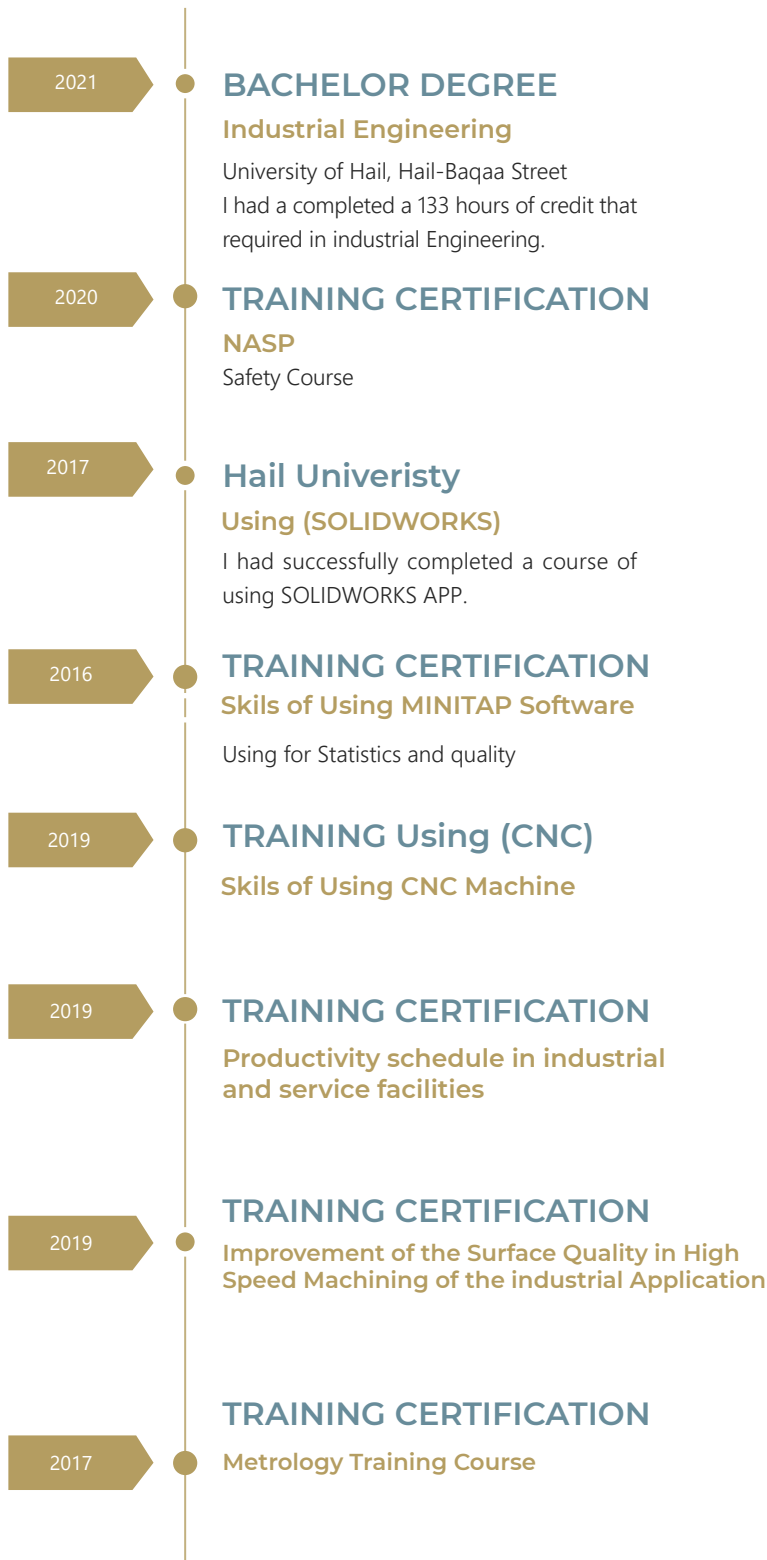 2021
BACHELOR DEGREE
Industrial Engineering
University of Hail, Hail-Baqaa Street
I had a completed a 133 hours of credit that
required in industrial Engineering.
2020
TRAINING CERTIFICATION
NASP
Safety Course
2017
Hail Univeristy
Using (SOLIDWORKS)
I had successfully completed a course of
using SOLIDWORKS APP.
2016
TRAINING CERTIFICATION
Skils of Using MINITAP Software
Using for Statistics and quality
2019
TRAINING Using (CNC)
Skils of Using CNC Machine
2019
TRAINING CERTIFICATION
Productivity schedule in industrial
and service facilities
2019
TRAINING CERTIFICATION
Improvement of the Surface Quality in High
Speed Machining of the industrial Application
2017
TRAINING CERTIFICATION
Metrology Training Course